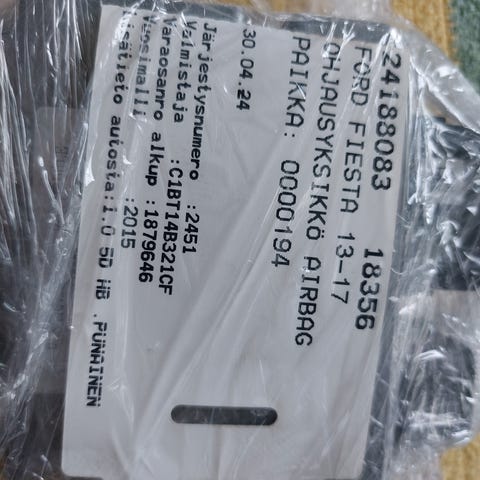 24188083 18356
FORD FIESTA 13-17
OHJAUSYKSIKKÖ AIRBAG
PAIKKA: 0000194
30.04.24
Järjestysnumero :2451
Valmistaja :C1BT14B321CF
Varaosanro alkup :1879646
Vuosimalli :2015
Lisätieto autosta:1.0 5D HB .PUNAINEN